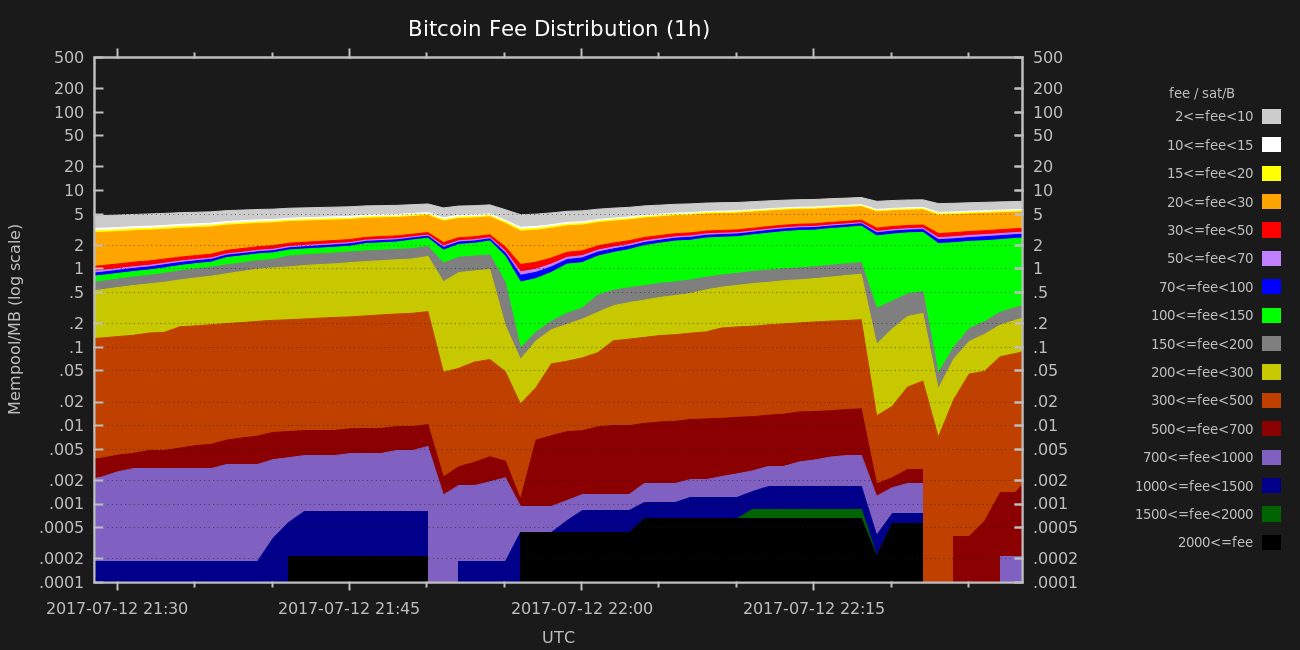 Bitcoin Fee Distribution (1h)
Mempool/MB (log scale)
500
200
100
50
20
10
5
2
1
.5
.2
.1
.05
.02
.01
.005
.002
.001
.0005
.0002
.0001
500
200
100
50
20
10
5
2
1
.5
.2
.1
.05
.02
.01
.005
.002
.001
.0005
.0002
.0001
2017-07-12 21:30
2017-07-12 21:45
2017-07-12 22:00
2017-07-12 22:15
UTC
fee / sat/B
2<=fee<10
10<=fee<15
15<=fee<20
20<=fee<30
30<=fee<50
50<=fee<70
70<=fee<100
100<=fee<150
150<=fee<200
200<=fee<300
300<=fee<500
500<=fee<700
700<=fee<1000
1000<=fee<1500
1500<=fee<2000
2000<=fee